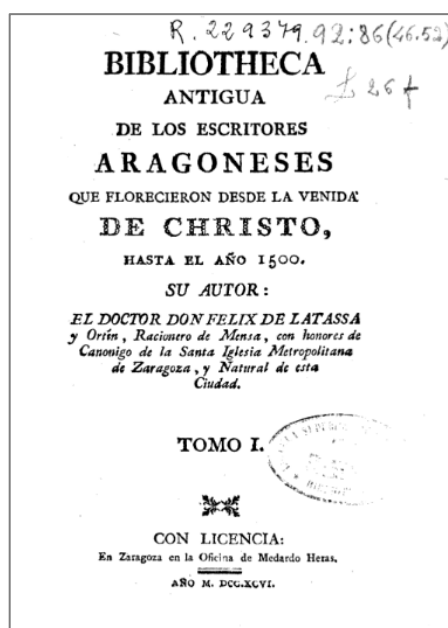 R. 229379.92:86(46.52)
BIBLIOTHECA
ANTIGUA
DE LOS ESCRITORES
ARAGONESES
QUE FLORECIERON DESDE LA VENIDA
DE CHRISTO,
HASTA EL AÑO 1500.
SU AUTOR:
EL DOCTOR DON FELIX DE LATASSA
y Ortin, Racionero de Mensa, con honores de
Canonigo de la Santa Iglesia Metropolitana
de Zaragoza, y Natural de esta
Ciudad.
TOMO I.
CON LICENCIA:
En Zaragoza en la Oficina de Medardo Heras.
AÑO M. DCC.XCVI.